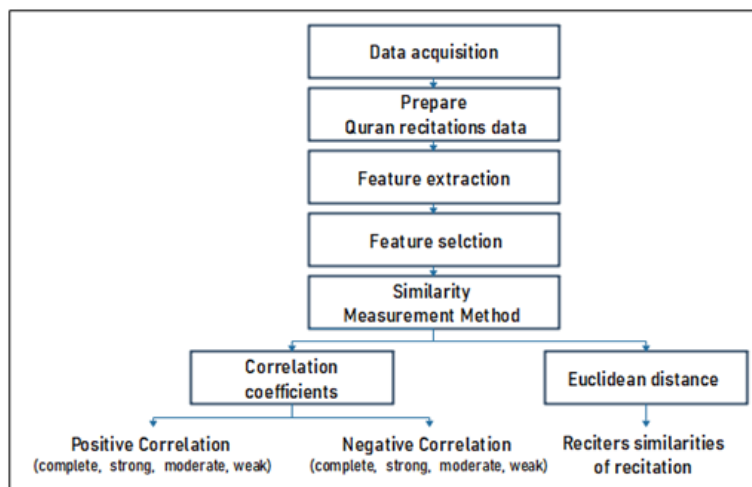 Data acquisition
Prepare
Quran recitations data
Feature extraction
Feature selction
Similarity
Measurement Method
Correlation
coefficients
Euclidean distance
Positive Correlation
(complete, strong, moderate, weak)
Negative Correlation
(complete, strong, moderate, weak)
Reciters similarities
of recitation